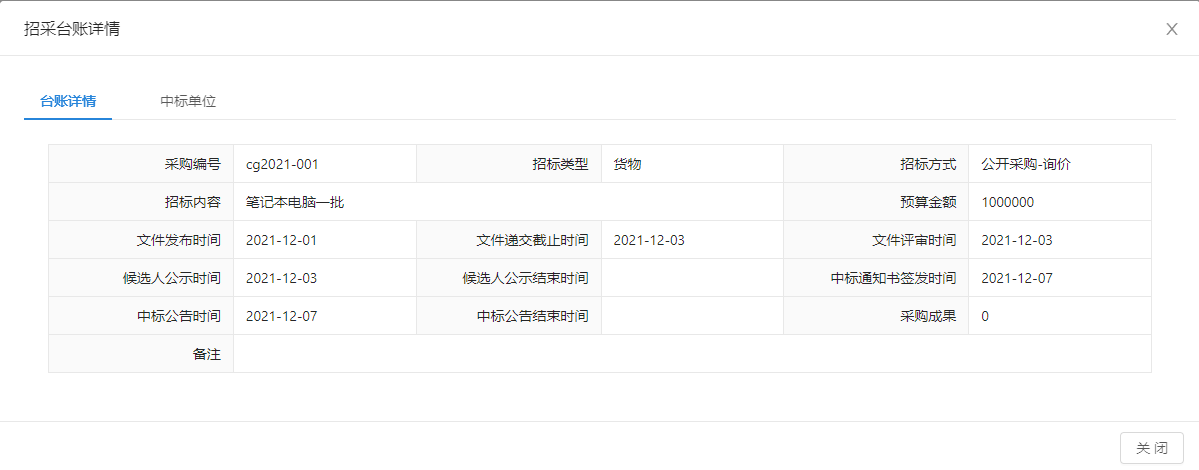 招采台账详情
台账详情 中标单位
采购编号 cg2021-001 招标类型 货物 招标方式 公开采购-询价
招标内容 笔记本电脑一批 预算金额 1000000
文件发布时间 2021-12-01 文件递交截止时间 2021-12-03 文件评审时间 2021-12-03
候选人公示时间 2021-12-03 候选人公示结束时间 中标通知书签发时间 2021-12-07
中标公告时间 2021-12-07 中标公告结束时间 采购成果 0
备注
关 闭